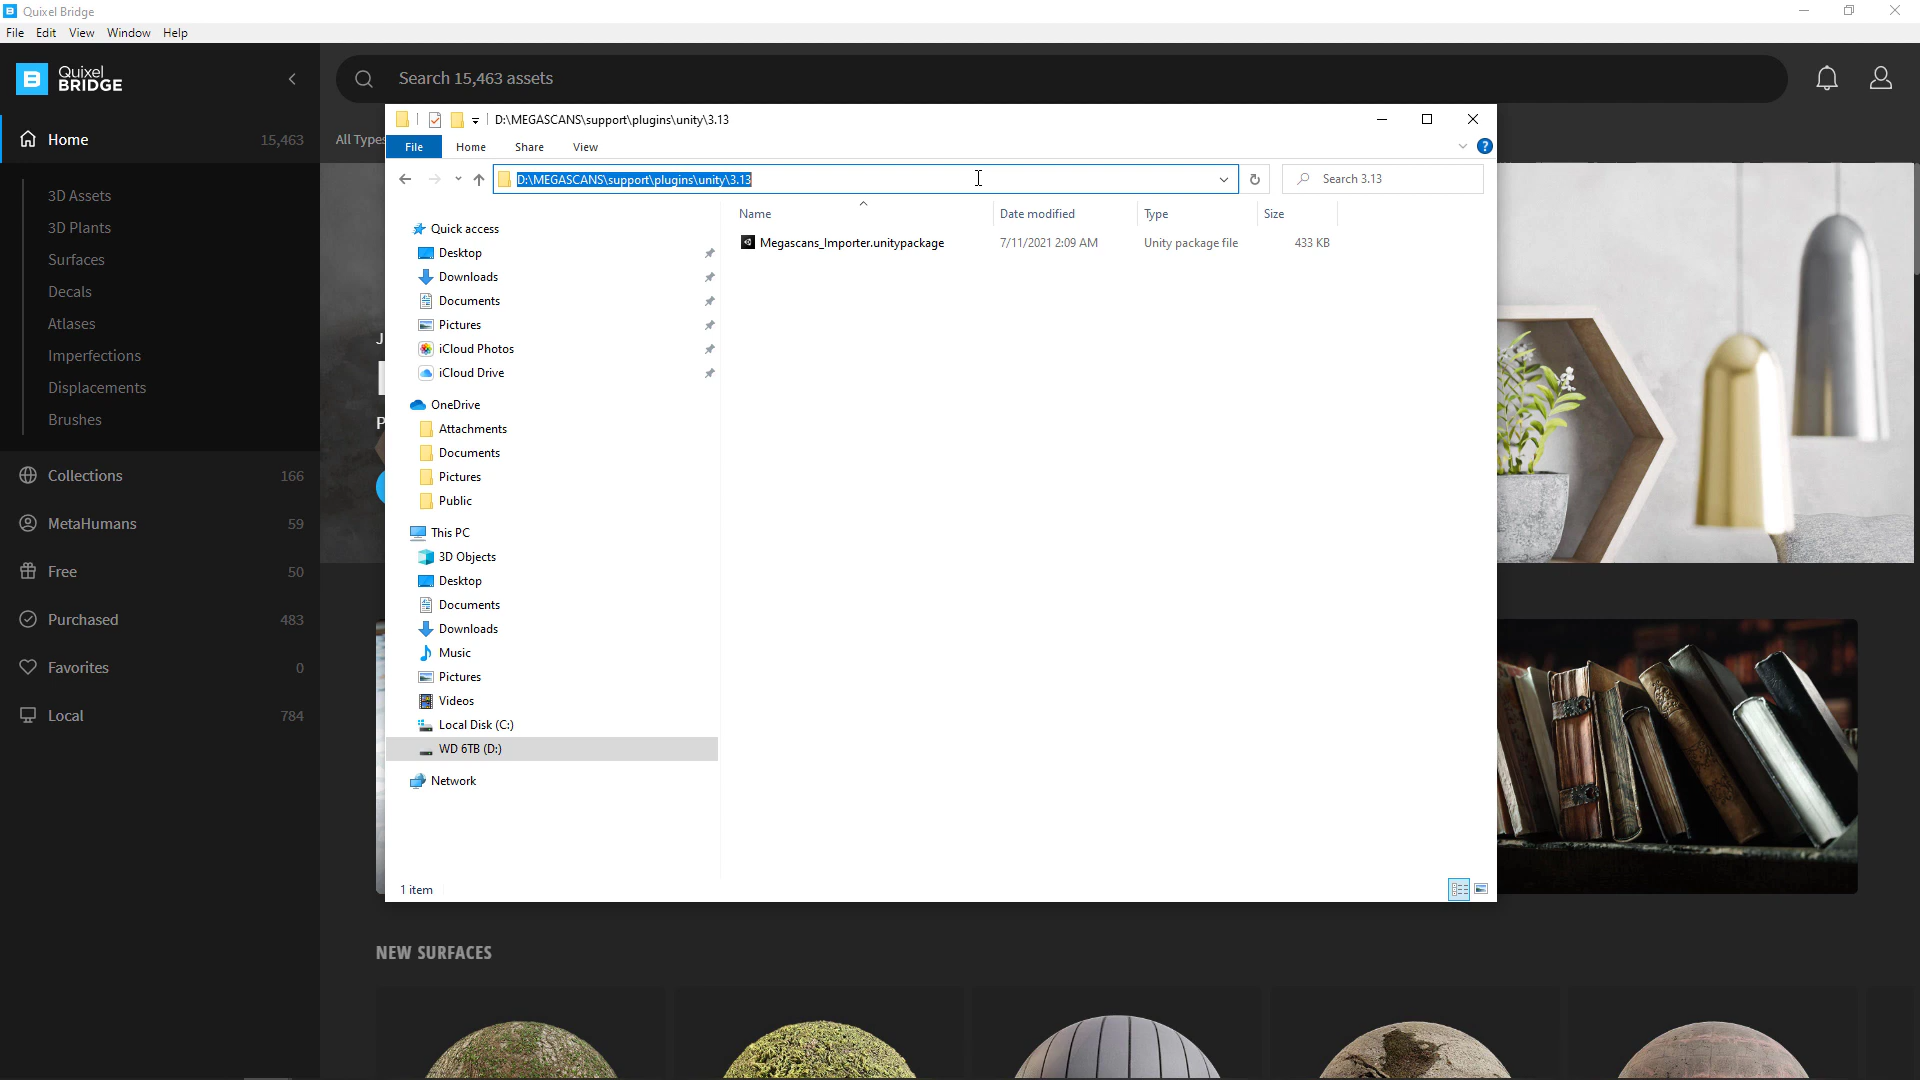 Quixel Bridge
File Edit View Window Help
Quixel
BRIDGE
Search 15,463 assets
Home 15,463
All Types
3D Assets
3D Plants
Surfaces
Decals
Atlases
Imperfections
Displacements
Brushes
Collections 166
MetaHumans 59
Free 50
Purchased 483
Favorites 0
Local 784
D:\MEGASCANS\support\plugins\unity\3.13
File Home Share View
D:\MEGASCANS\support\plugins\unity\3.13
Search 3.13
Name Date modified Type Size
Megascans_Importer.unitypackage 7/11/2021 2:09 AM Unity package file 433 KB
Quick access
Desktop
Downloads
Documents
Pictures
iCloud Photos
iCloud Drive
OneDrive
Attachments
Documents
Pictures
Public
This PC
3D Objects
Desktop
Documents
Downloads
Music
Pictures
Videos
Local Disk (C:)
WD 6TB (D:)
Network
1 item
NEW SURFACES